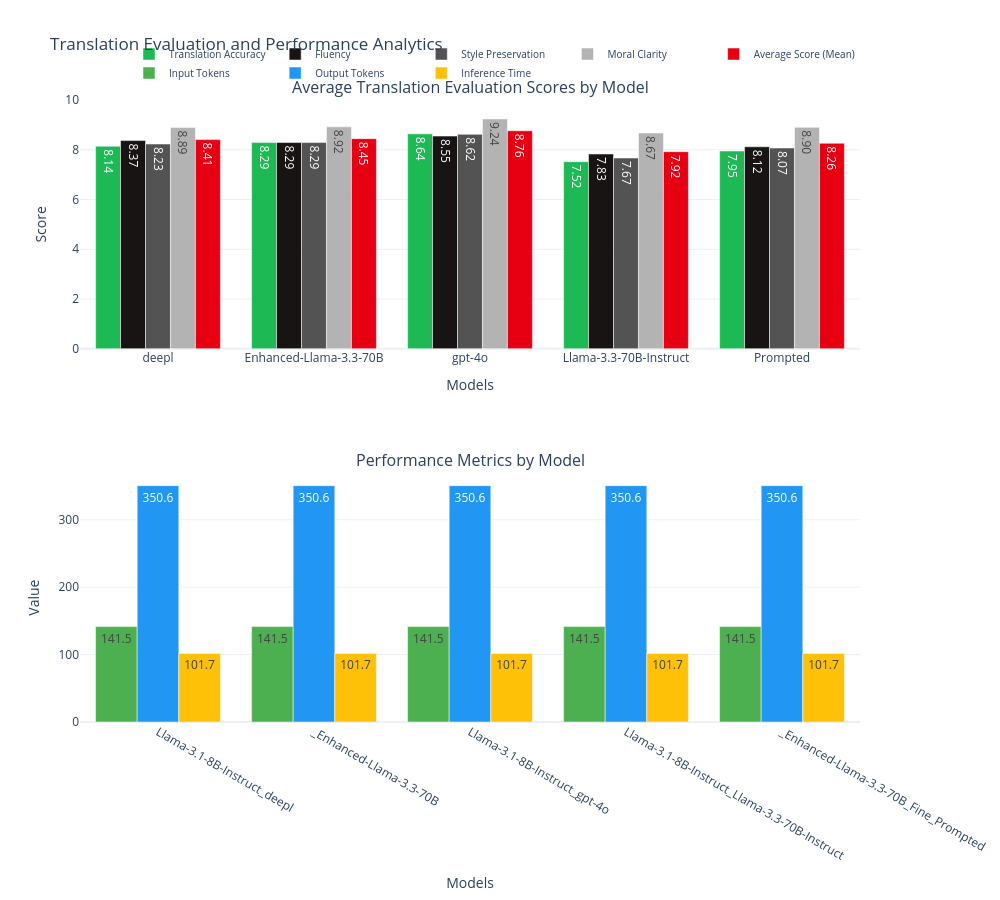 Translation Evaluation and Performance Analytics
Translation Accuracy Fluency Style Preservation Moral Clarity Average Score (Mean)
Input Tokens Output Tokens Inference Time
Average Translation Evaluation Scores by Model
10
8
6
4
2
0
Score
8.14 8.37 8.23 8.89 8.41
8.29 8.29 8.29 8.92 8.45
8.64 8.55 8.62 9.24 8.76
7.52 7.83 7.67 8.67 7.92
7.95 8.12 8.07 8.90 8.26
deepl Enhanced-Llama-3.3-70B gpt-4o Llama-3.3-70B-Instruct Prompted
Models
Performance Metrics by Model
300
200
100
0
Value
141.5 350.6 101.7
141.5 350.6 101.7
141.5 350.6 101.7
141.5 350.6 101.7
141.5 350.6 101.7
Llama-3.1-8B-Instruct_deepl
_Enhanced-Llama-3.3-70B
Llama-3.1-8B-Instruct_gpt-4o
Llama-3.1-8B-Instruct_Llama-3.3-70B-Instruct
_Enhanced-Llama-3.3-70B_Fine_Prompted
Models